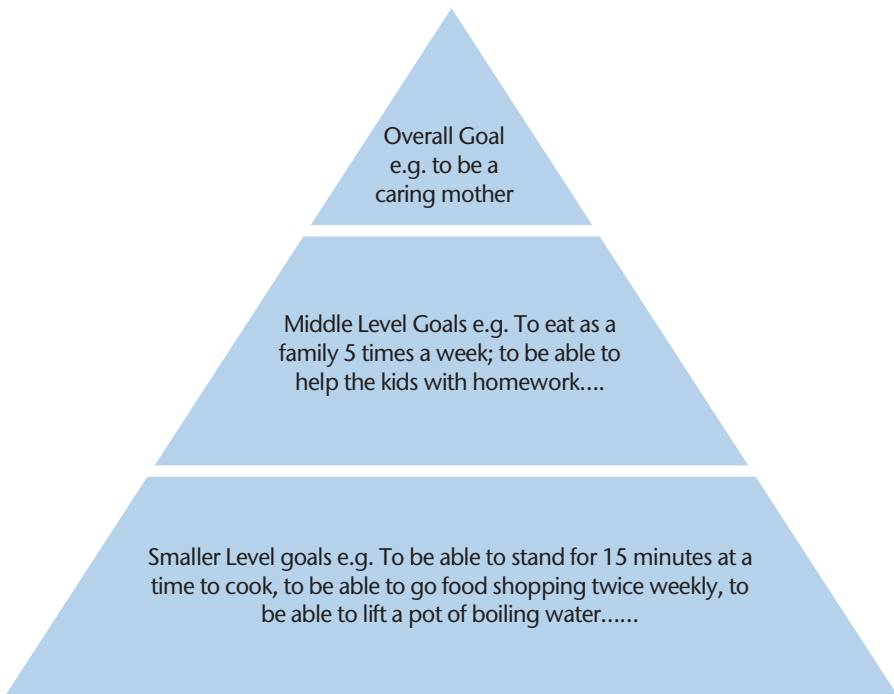 Overall Goal
e.g. to be a
caring mother
Middle Level Goals e.g. To eat as a
family 5 times a week; to be able to
help the kids with homework....
Smaller Level goals e.g. To be able to stand for 15 minutes at a
time to cook, to be able to go food shopping twice weekly, to
be able to lift a pot of boiling water......